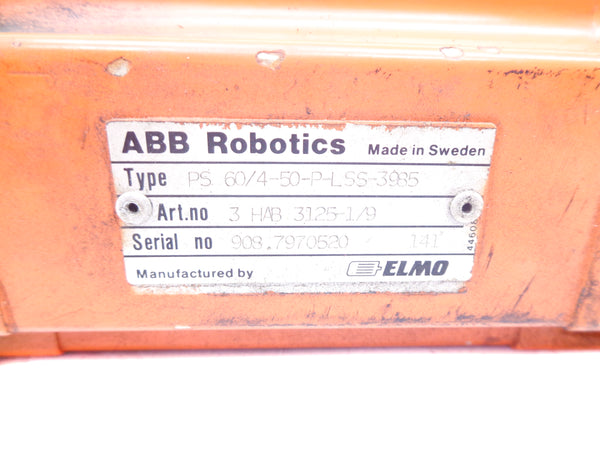 ABB Robotics Made in Sweden
Type PS 60/4-50-P-LSS-3985
Art.no 3 HAB 3125-1/9
Serial no 908.7970520 141
Manufactured by ELMO